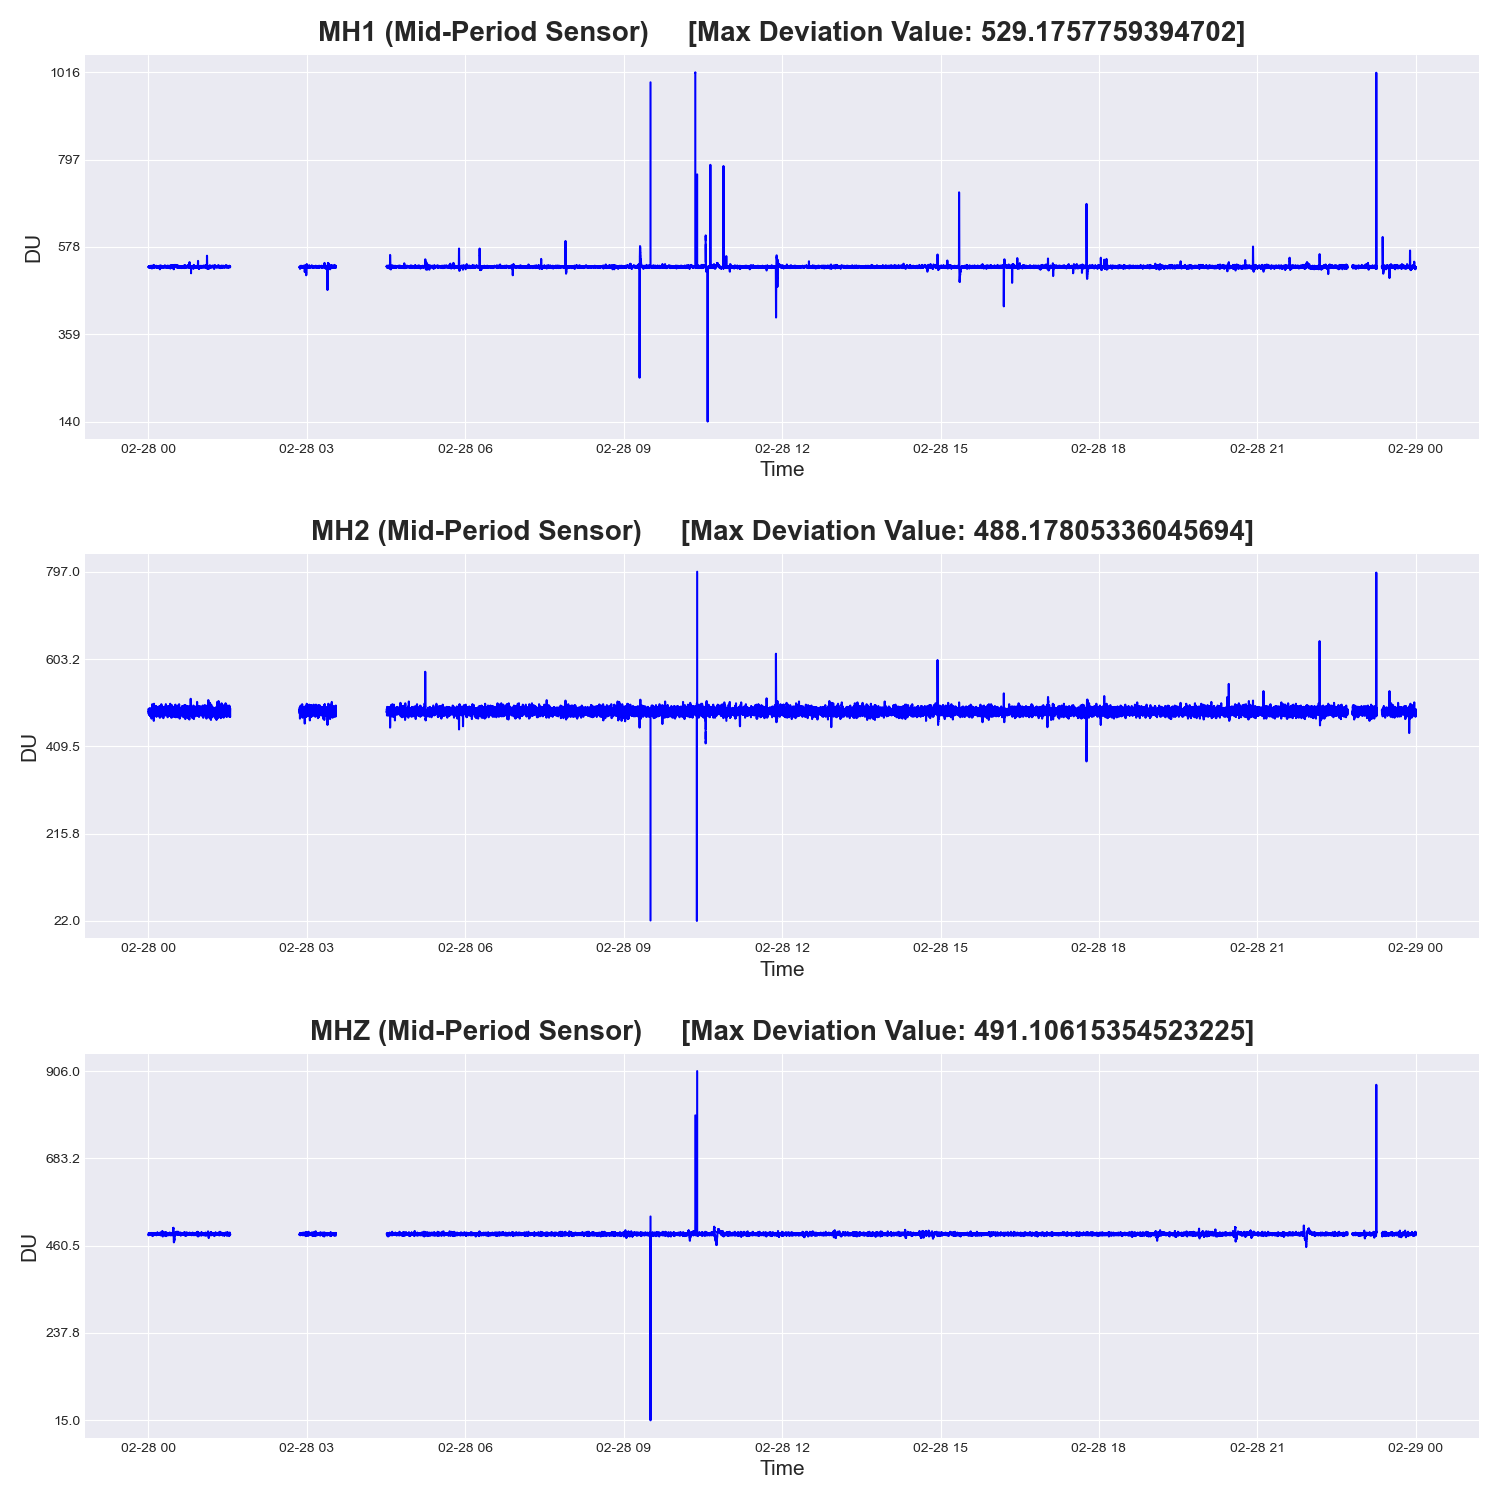 MH1 (Mid-Period Sensor) [Max Deviation Value: 529.1757759394702]
1016
797
578
359
140
DU
02-28 00 02-28 03 02-28 06 02-28 09 02-28 12 02-28 15 02-28 18 02-28 21 02-29 00
Time
MH2 (Mid-Period Sensor) [Max Deviation Value: 488.17805336045694]
797.0
603.2
409.5
215.8
22.0
DU
02-28 00 02-28 03 02-28 06 02-28 09 02-28 12 02-28 15 02-28 18 02-28 21 02-29 00
Time
MHZ (Mid-Period Sensor) [Max Deviation Value: 491.10615354523225]
906.0
683.2
460.5
237.8
15.0
DU
02-28 00 02-28 03 02-28 06 02-28 09 02-28 12 02-28 15 02-28 18 02-28 21 02-29 00
Time